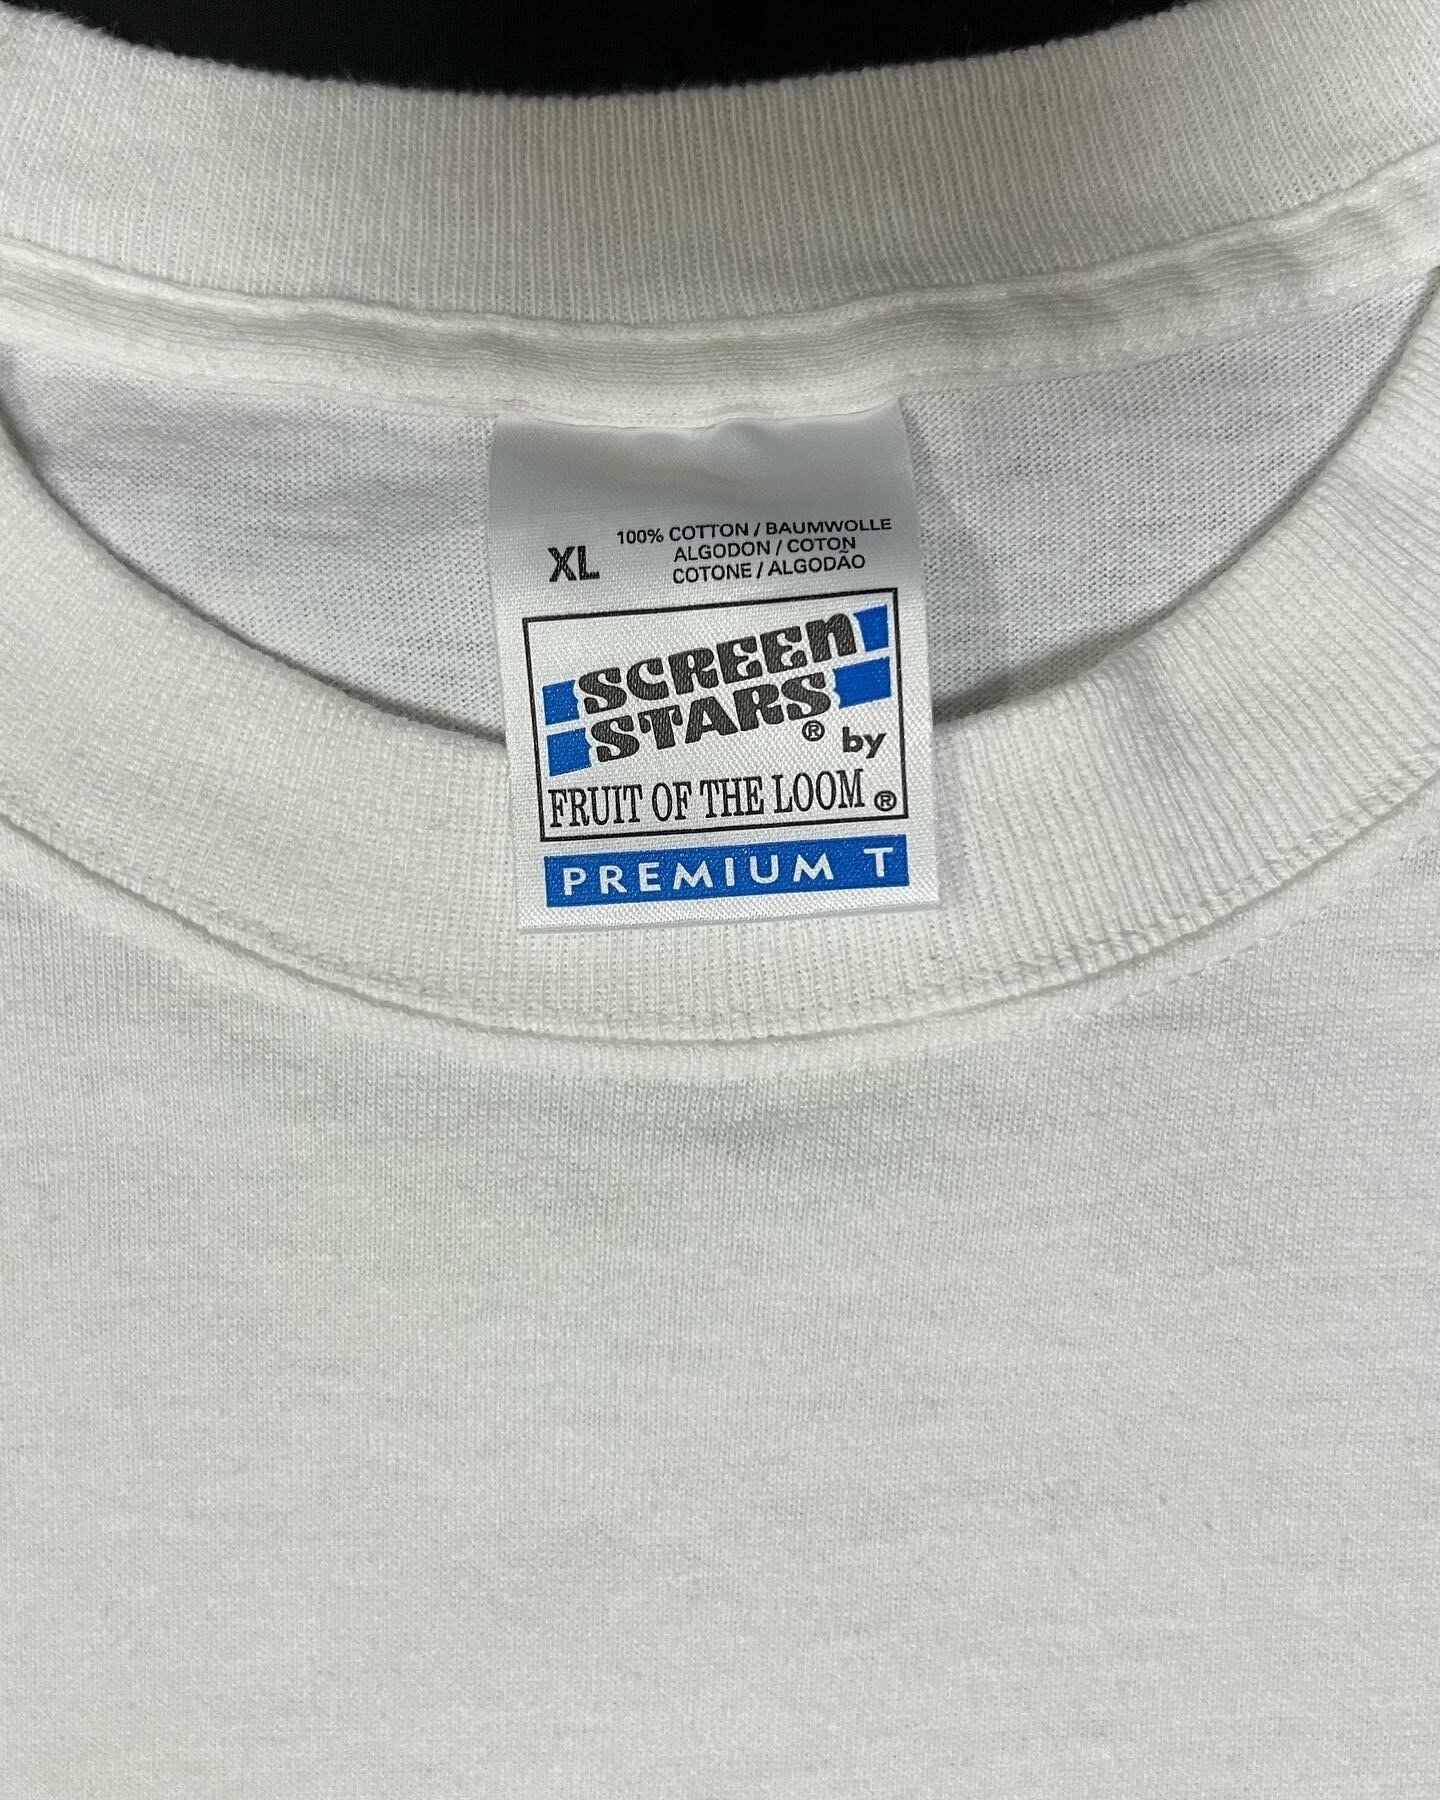 XL
100% COTTON / BAUMWOLLE
ALGODON / COTON
COTONE / ALGODÃO
SCREEN
STARS® by
FRUIT OF THE LOOM®
PREMIUM T